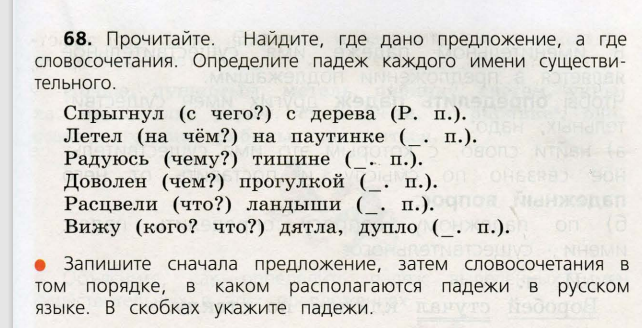 68. Прочитайте. Найдите, где дано предложение, а где
словосочетания. Определите падеж каждого имени существи-
тельного.
Спрыгнул (с чего?) с дерева (Р. п.).
Летел (на чём?) на паутинке (_. п.).
Радуюсь (чему?) тишине (_. п.).
Доволен (чем?) прогулкой (_. п.).
Расцвели (что?) ландыши (_. п.).
Вижу (кого? что?) дятла, дупло (_. п.).
● Запишите сначала предложение, затем словосочетания в
том порядке, в каком располагаются падежи в русском
языке. В скобках укажите падежи.